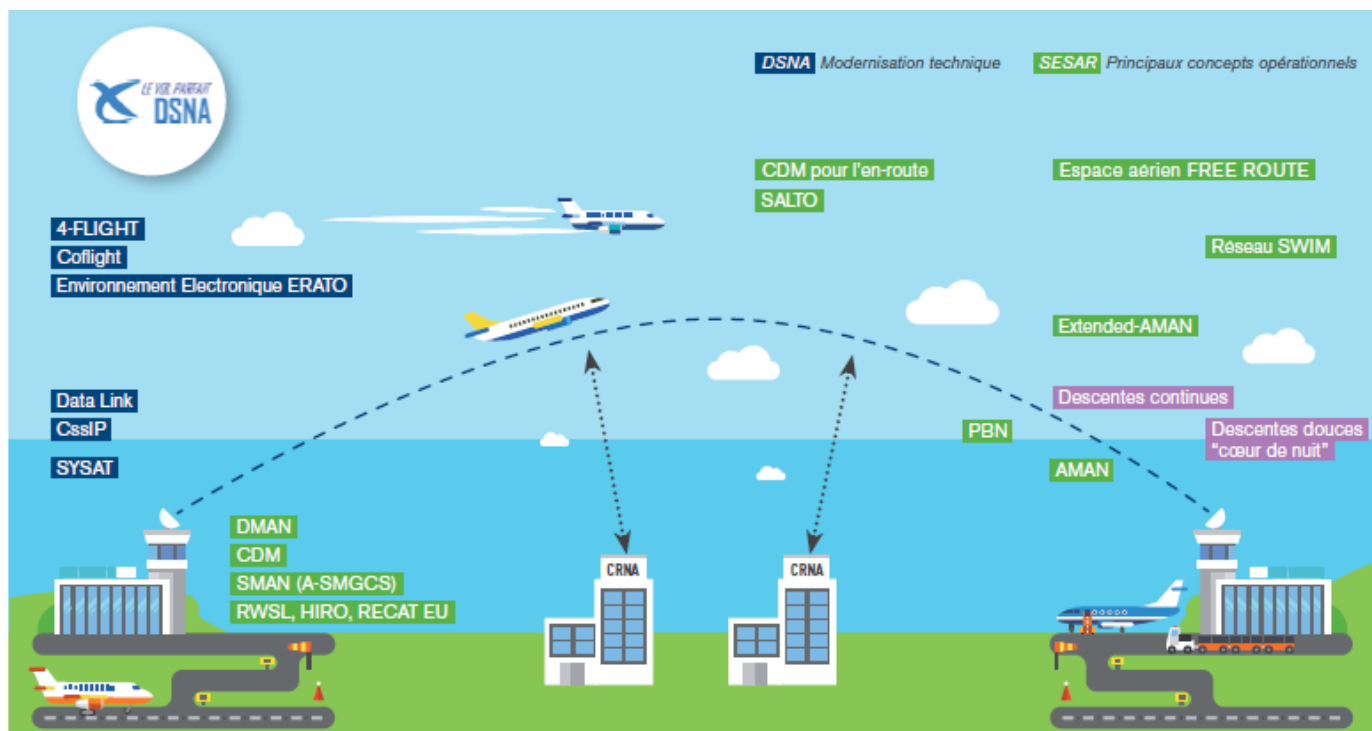 LE VOL PARFAIT
DSNA
DSNA Modernisation technique
SESAR Principaux concepts opérationnels
CDM pour l'en-route
SALTO
Espace aérien FREE ROUTE
4-FLIGHT
Coflight
Environnement Electronique ERATO
Réseau SWIM
Extended-AMAN
Data Link
CssIP
SYSAT
Descentes continues
Descentes douces
"cœur de nuit"
PBN
AMAN
DMAN
CDM
SMAN (A-SMGCS)
RWSL, HIRO, RECAT EU
CRNA
CRNA